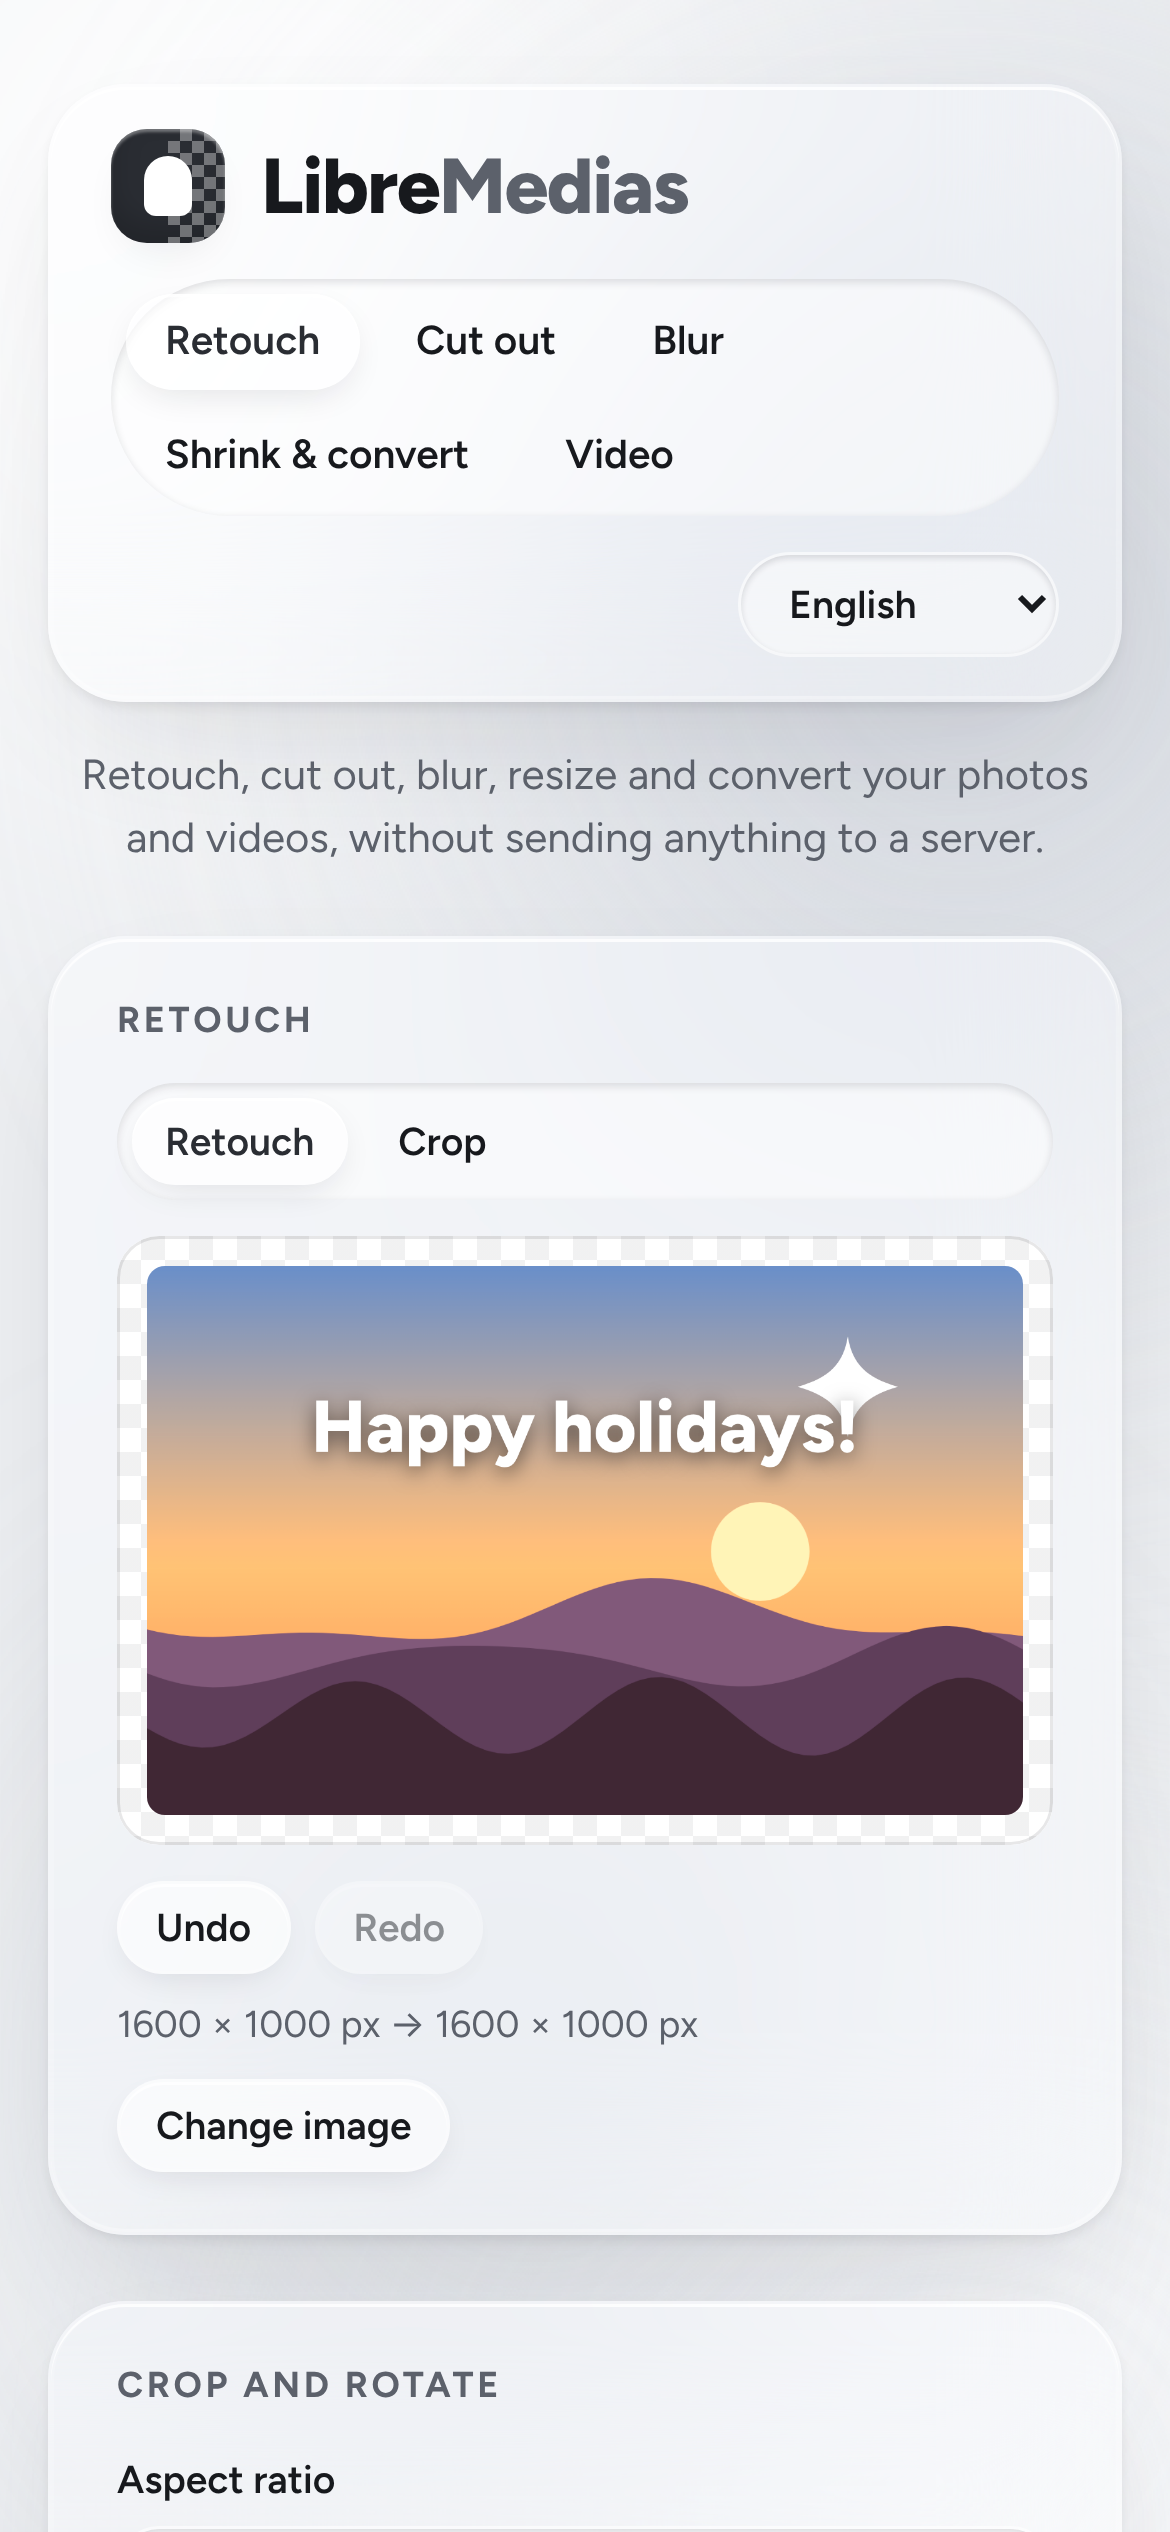 LibreMedias
Retouch Cut out Blur
Shrink & convert Video
English
Retouch, cut out, blur, resize and convert your photos
and videos, without sending anything to a server.
RETOUCH
Retouch Crop
Happy holidays!
Undo Redo
1600 × 1000 px → 1600 × 1000 px
Change image
CROP AND ROTATE
Aspect ratio